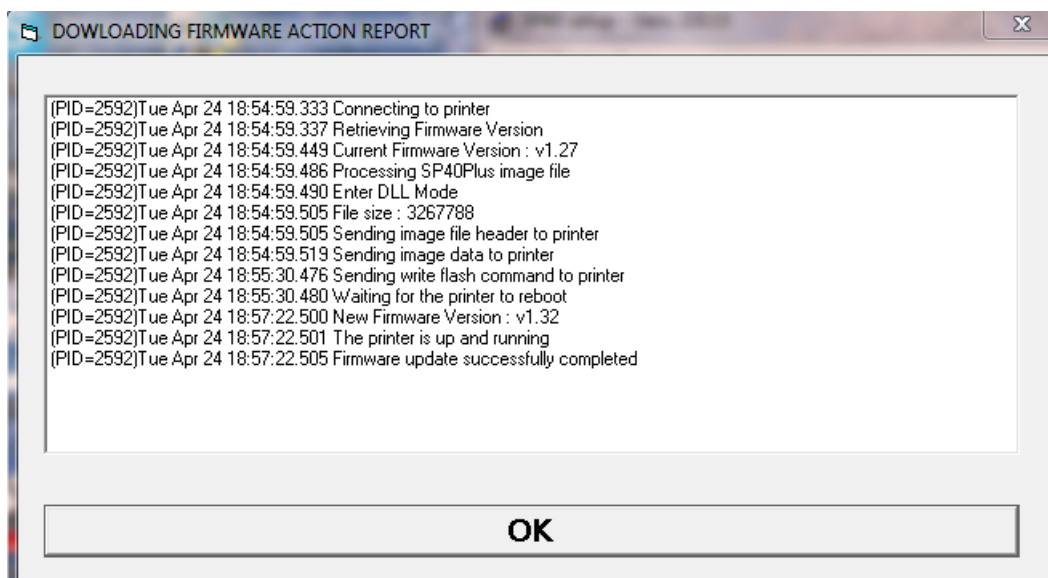 DOWLOADING FIRMWARE ACTION REPORT
(PID=2592)Tue Apr 24 18:54:59.333 Connecting to printer
(PID=2592)Tue Apr 24 18:54:59.337 Retrieving Firmware Version
(PID=2592)Tue Apr 24 18:54:59.449 Current Firmware Version : v1.27
(PID=2592)Tue Apr 24 18:54:59.486 Processing SP40Plus image file
(PID=2592)Tue Apr 24 18:54:59.490 Enter DLL Mode
(PID=2592)Tue Apr 24 18:54:59.505 File size : 3267788
(PID=2592)Tue Apr 24 18:54:59.505 Sending image file header to printer
(PID=2592)Tue Apr 24 18:54:59.519 Sending image data to printer
(PID=2592)Tue Apr 24 18:55:30.476 Sending write flash command to printer
(PID=2592)Tue Apr 24 18:55:30.480 Waiting for the printer to reboot
(PID=2592)Tue Apr 24 18:57:22.500 New Firmware Version : v1.32
(PID=2592)Tue Apr 24 18:57:22.501 The printer is up and running
(PID=2592)Tue Apr 24 18:57:22.505 Firmware update successfully completed
OK